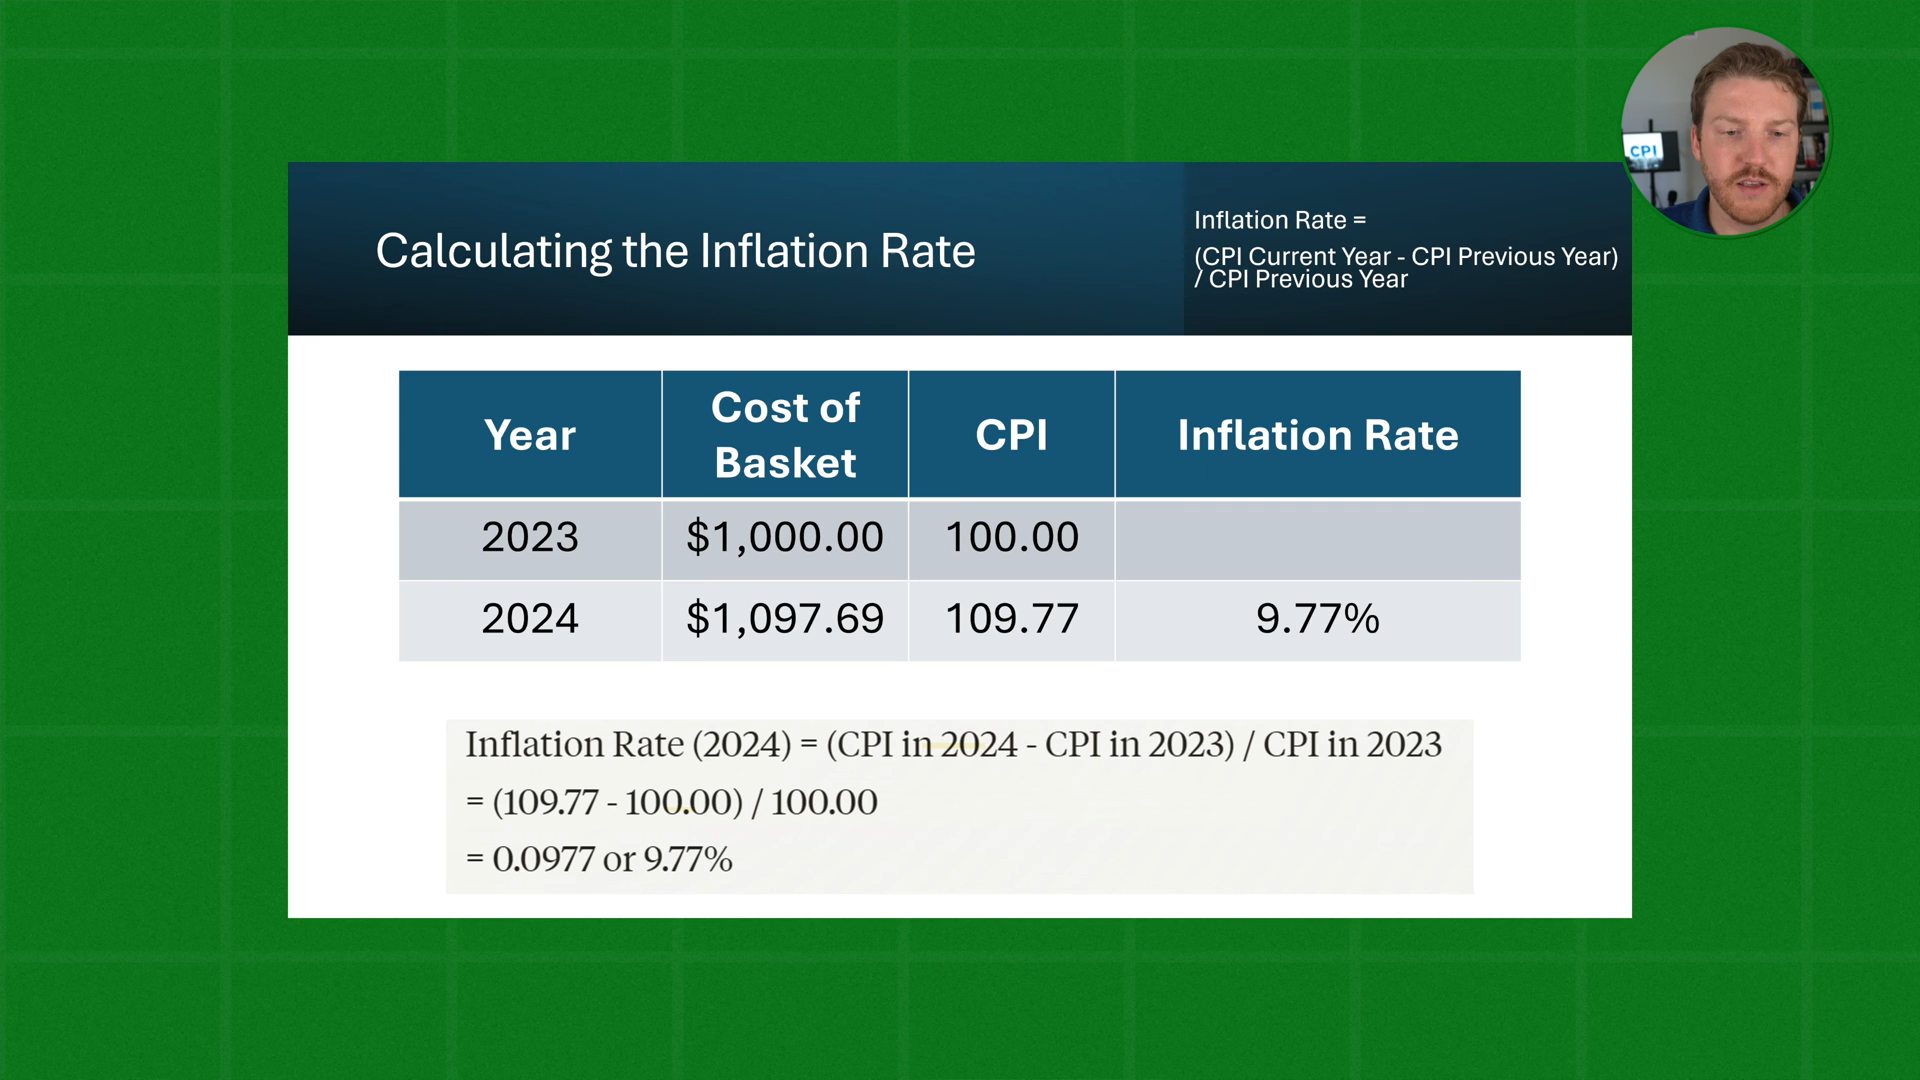 CPI
Calculating the Inflation Rate
Inflation Rate =
(CPI Current Year - CPI Previous Year)
/ CPI Previous Year
Year
Cost of
Basket
CPI
Inflation Rate
2023
$1,000.00
100.00
2024
$1,097.69
109.77
9.77%
Inflation Rate (2024) = (CPI in 2024 - CPI in 2023) / CPI in 2023
= (109.77 - 100.00) / 100.00
= 0.0977 or 9.77%